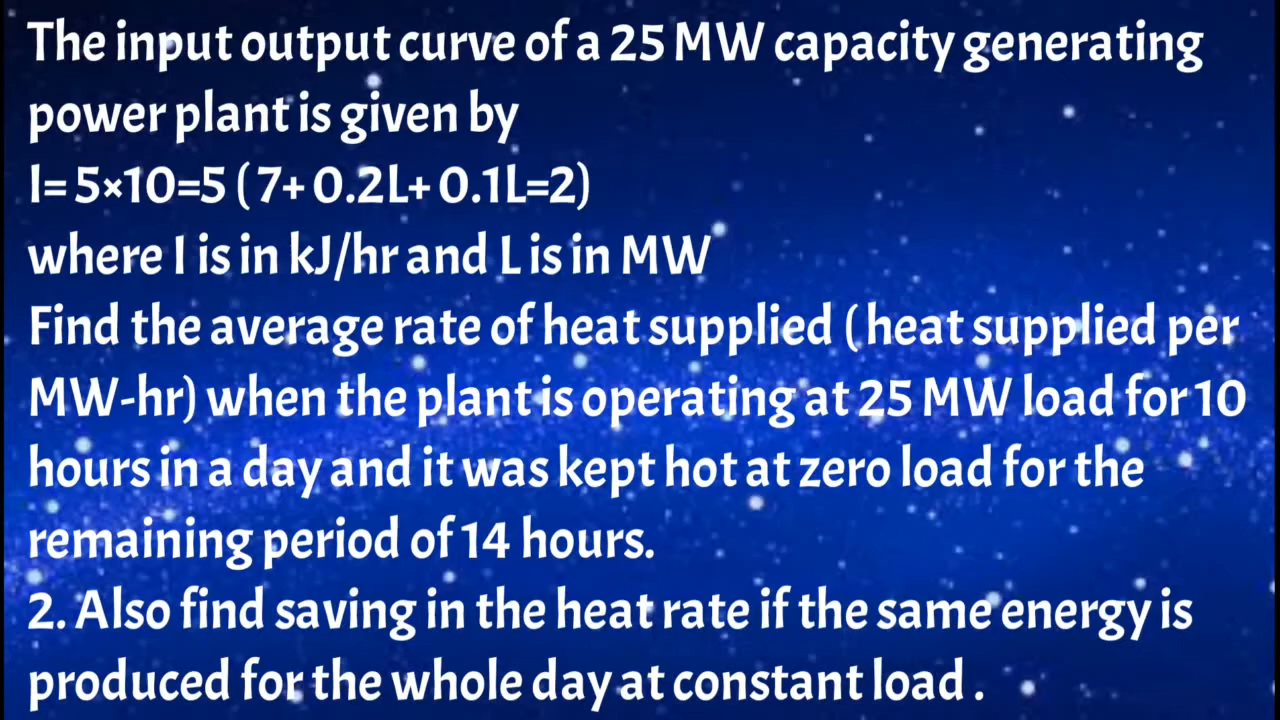 The input output curve of a 25 MW capacity generating
power plant is given by
I= 5×10=5 ( 7+ 0.2L+ 0.1L=2)
where I is in kJ/hr and L is in MW
Find the average rate of heat supplied ( heat supplied per
MW-hr) when the plant is operating at 25 MW load for 10
hours in a day and it was kept hot at zero load for the
remaining period of 14 hours.
2. Also find saving in the heat rate if the same energy is
produced for the whole day at constant load .